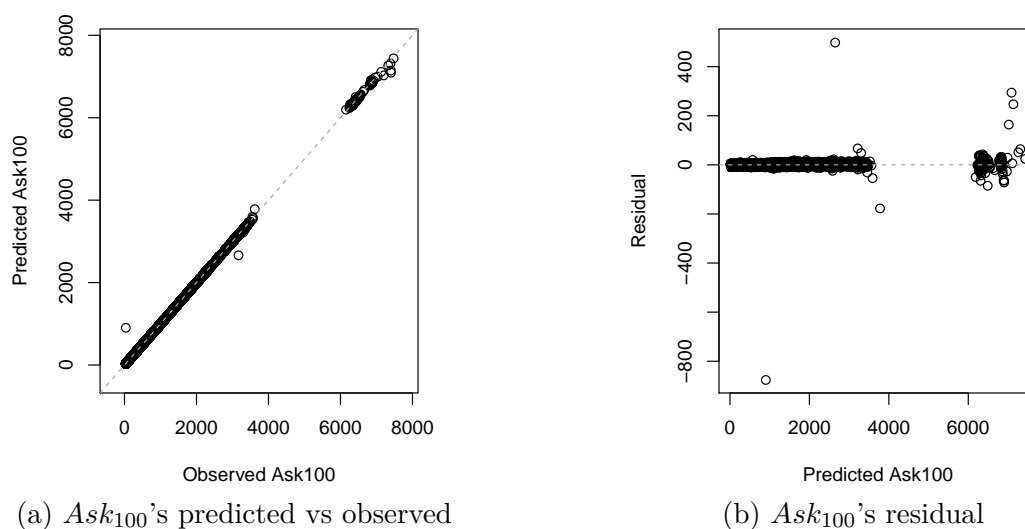 8000
6000
4000
2000
0
Predicted Ask100
0 2000 4000 6000 8000
Observed Ask100
(a) Ask100's predicted vs observed
400
200
0
−400
−800
Residual
0 2000 4000 6000
Predicted Ask100
(b) Ask100's residual